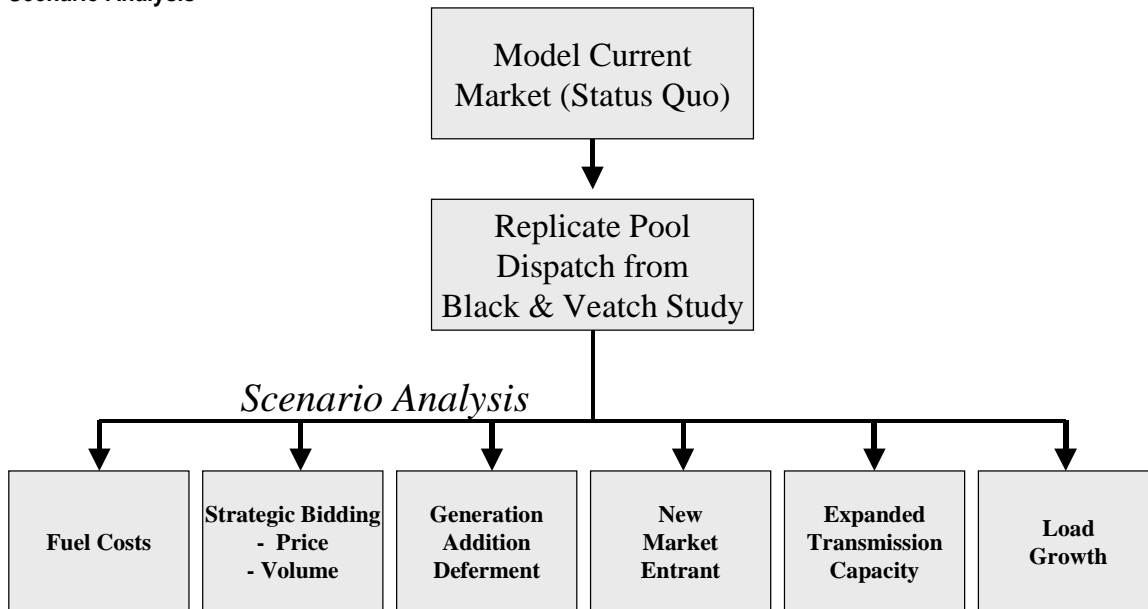 Scenario Analysis
Model Current
Market (Status Quo)
Replicate Pool
Dispatch from
Black & Veatch Study
Scenario Analysis
Fuel Costs
Strategic Bidding
- Price
- Volume
Generation
Addition
Deferment
New
Market
Entrant
Expanded
Transmission
Capacity
Load
Growth